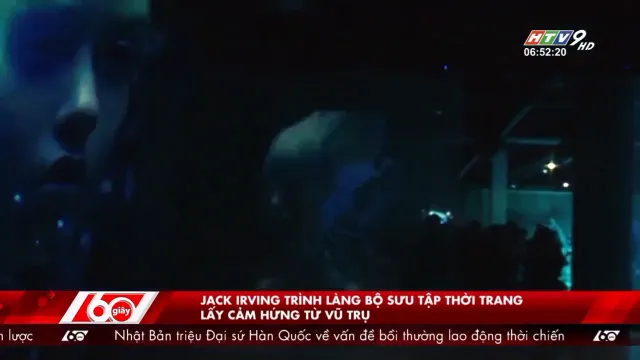 HTV9 HD
06:52:20
60 giây
JACK IRVING TRÌNH LÀNG BỘ SƯU TẬP THỜI TRANG
LẤY CẢM HỨNG TỪ VŨ TRỤ
n lược 60 Nhật Bản triệu Đại sứ Hàn Quốc về vấn đề bồi thường lao động thời chiến 60